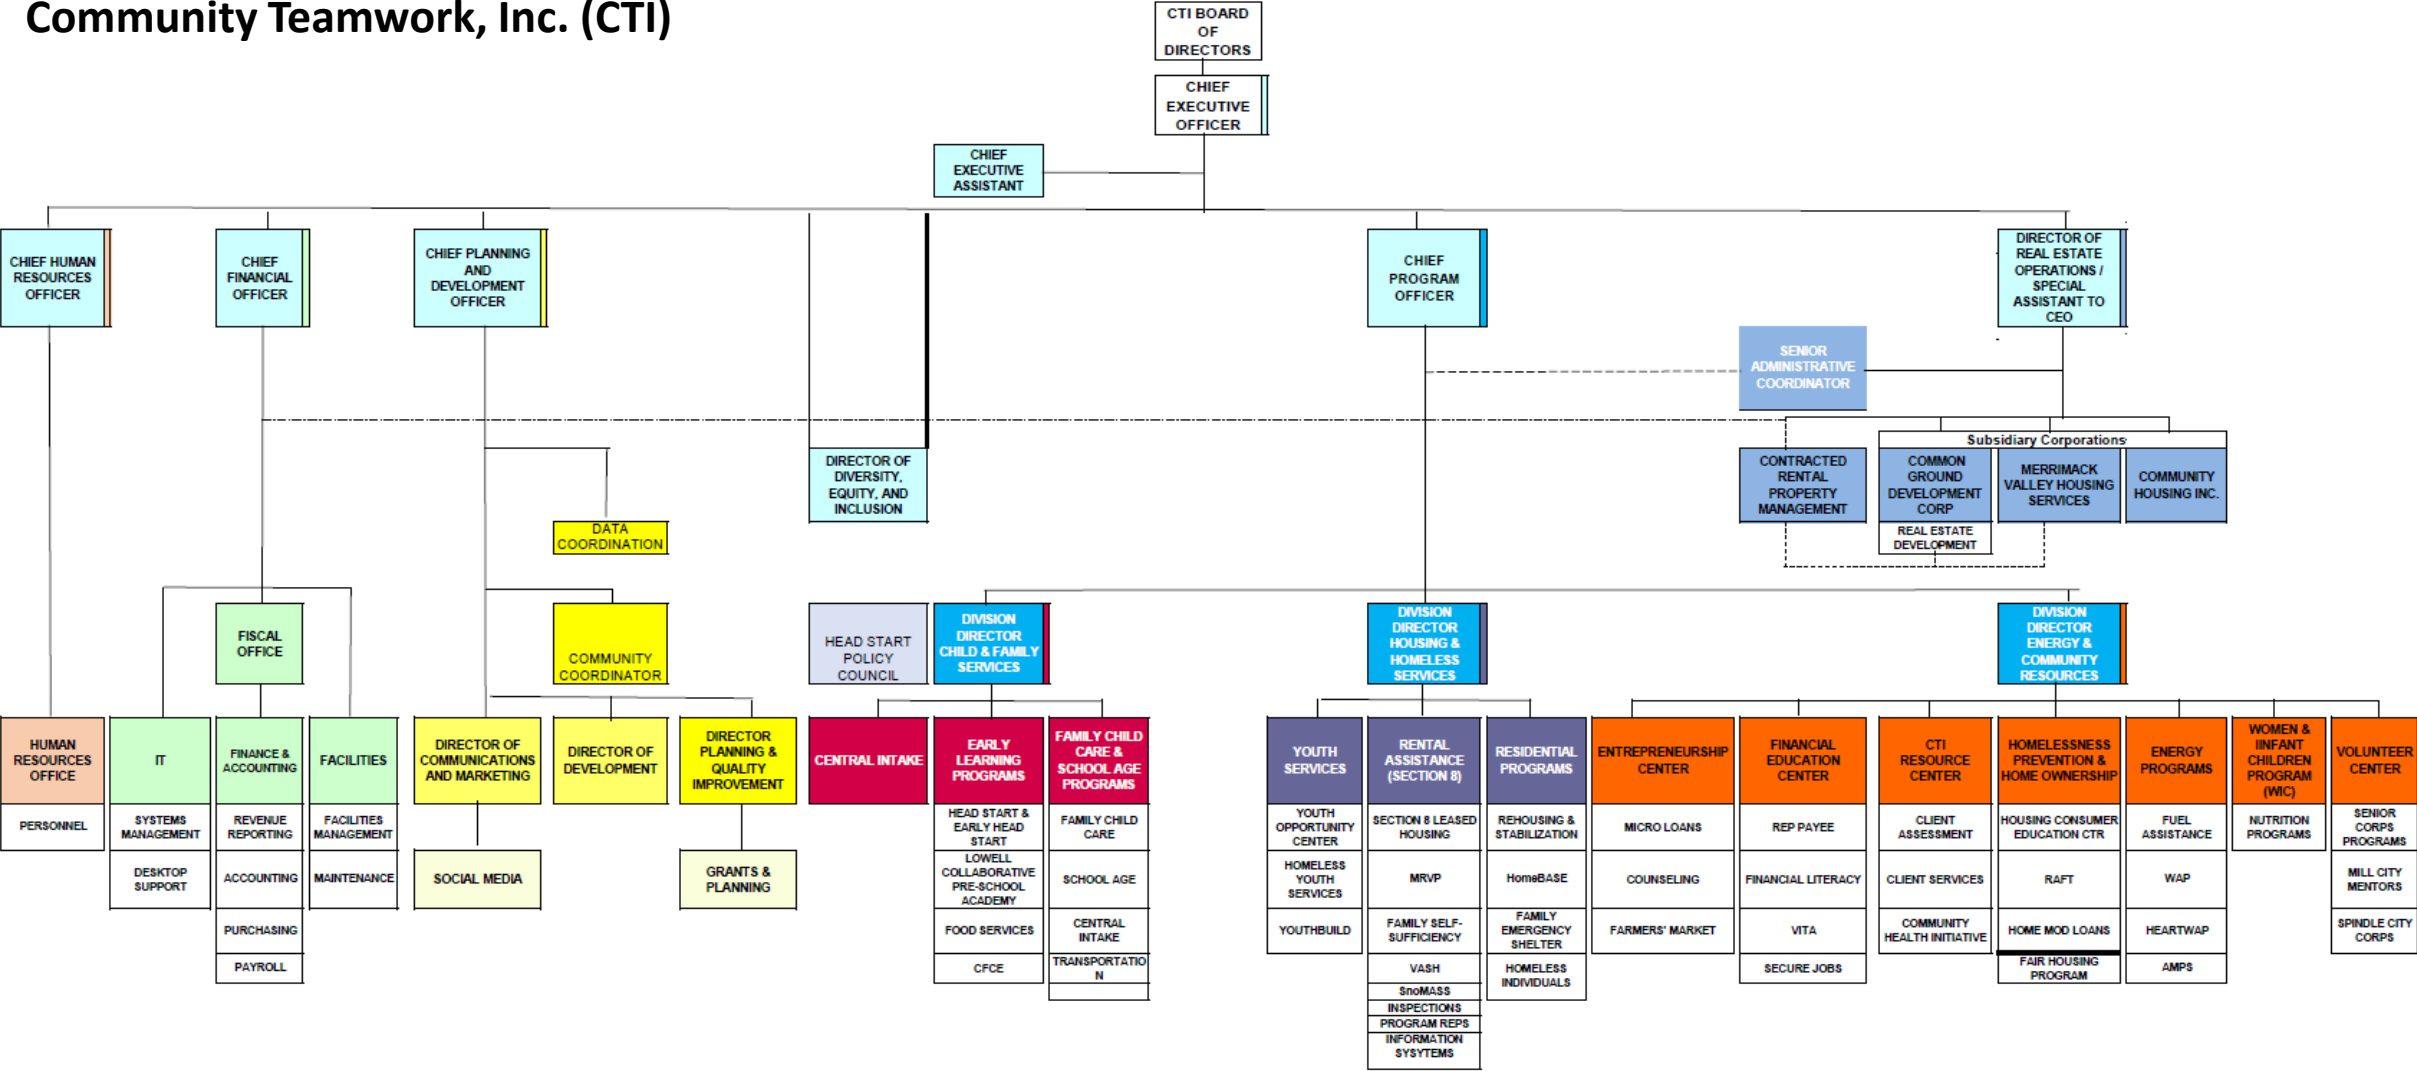 Community Teamwork, Inc. (CTI)
CTI BOARD
OF
DIRECTORS
CHIEF
EXECUTIVE
OFFICER
CHIEF
EXECUTIVE
ASSISTANT
CHIEF HUMAN
RESOURCES
OFFICER
CHIEF
FINANCIAL
OFFICER
CHIEF PLANNING
AND
DEVELOPMENT
OFFICER
CHIEF
PROGRAM
OFFICER
DIRECTOR OF
REAL ESTATE
OPERATIONS /
SPECIAL
ASSISTANT TO
CEO
SENIOR
ADMINISTRATIVE
COORDINATOR
Subsidiary Corporations
DIRECTOR OF
DIVERSITY,
EQUITY, AND
INCLUSION
CONTRACTED
RENTAL
PROPERTY
MANAGEMENT
COMMON
GROUND
DEVELOPMENT
CORP
MERRIMACK
VALLEY HOUSING
SERVICES
COMMUNITY
HOUSING INC.
REAL ESTATE
DEVELOPMENT
DATA
COORDINATION
FISCAL
OFFICE
COMMUNITY
COORDINATOR
HEAD START
POLICY
COUNCIL
DIVISION
DIRECTOR
CHILD & FAMILY
SERVICES
DIVISION
DIRECTOR
HOUSING &
HOMELESS
SERVICES
DIVISION
DIRECTOR
ENERGY &
COMMUNITY
RESOURCES
HUMAN
RESOURCES
OFFICE
PERSONNEL
IT
SYSTEMS
MANAGEMENT
DESKTOP
SUPPORT
FINANCE &
ACCOUNTING
REVENUE
REPORTING
ACCOUNTING
PURCHASING
PAYROLL
FACILITIES
FACILITIES
MANAGEMENT
MAINTENANCE
DIRECTOR OF
COMMUNICATIONS
AND MARKETING
SOCIAL MEDIA
DIRECTOR OF
DEVELOPMENT
DIRECTOR
PLANNING &
QUALITY
IMPROVEMENT
GRANTS &
PLANNING
CENTRAL INTAKE
EARLY
LEARNING
PROGRAMS
HEAD START &
EARLY HEAD
START
LOWELL
COLLABORATIVE
PRE-SCHOOL
ACADEMY
FOOD SERVICES
CFCE
FAMILY CHILD
CARE &
SCHOOL AGE
PROGRAMS
FAMILY CHILD
CARE
SCHOOL AGE
CENTRAL
INTAKE
TRANSPORTATIO
N
YOUTH
SERVICES
YOUTH
OPPORTUNITY
CENTER
HOMELESS
YOUTH
SERVICES
YOUTHBUILD
RENTAL
ASSISTANCE
(SECTION 8)
SECTION 8 LEASED
HOUSING
MRVP
FAMILY SELF-
SUFFICIENCY
VASH
SnoMASS
INSPECTIONS
PROGRAM REPS
INFORMATION
SYSYTEMS
RESIDENTIAL
PROGRAMS
REHOUSING &
STABILIZATION
HomeBASE
FAMILY
EMERGENCY
SHELTER
HOMELESS
INDIVIDUALS
ENTREPRENEURSHIP
CENTER
MICRO LOANS
COUNSELING
FARMERS' MARKET
FINANCIAL
EDUCATION
CENTER
REP PAYEE
FINANCIAL LITERACY
VITA
SECURE JOBS
CTI
RESOURCE
CENTER
CLIENT
ASSESSMENT
CLIENT SERVICES
COMMUNITY
HEALTH INITIATIVE
HOMELESSNESS
PREVENTION &
HOME OWNERSHIP
HOUSING CONSUMER
EDUCATION CTR
RAFT
HOME MOD LOANS
FAIR HOUSING
PROGRAM
ENERGY
PROGRAMS
FUEL
ASSISTANCE
WAP
HEARTWAP
AMPS
WOMEN &
IINFANT
CHILDREN
PROGRAM
(WIC)
NUTRITION
PROGRAMS
VOLUNTEER
CENTER
SENIOR
CORPS
PROGRAMS
MILL CITY
MENTORS
SPINDLE CITY
CORPS